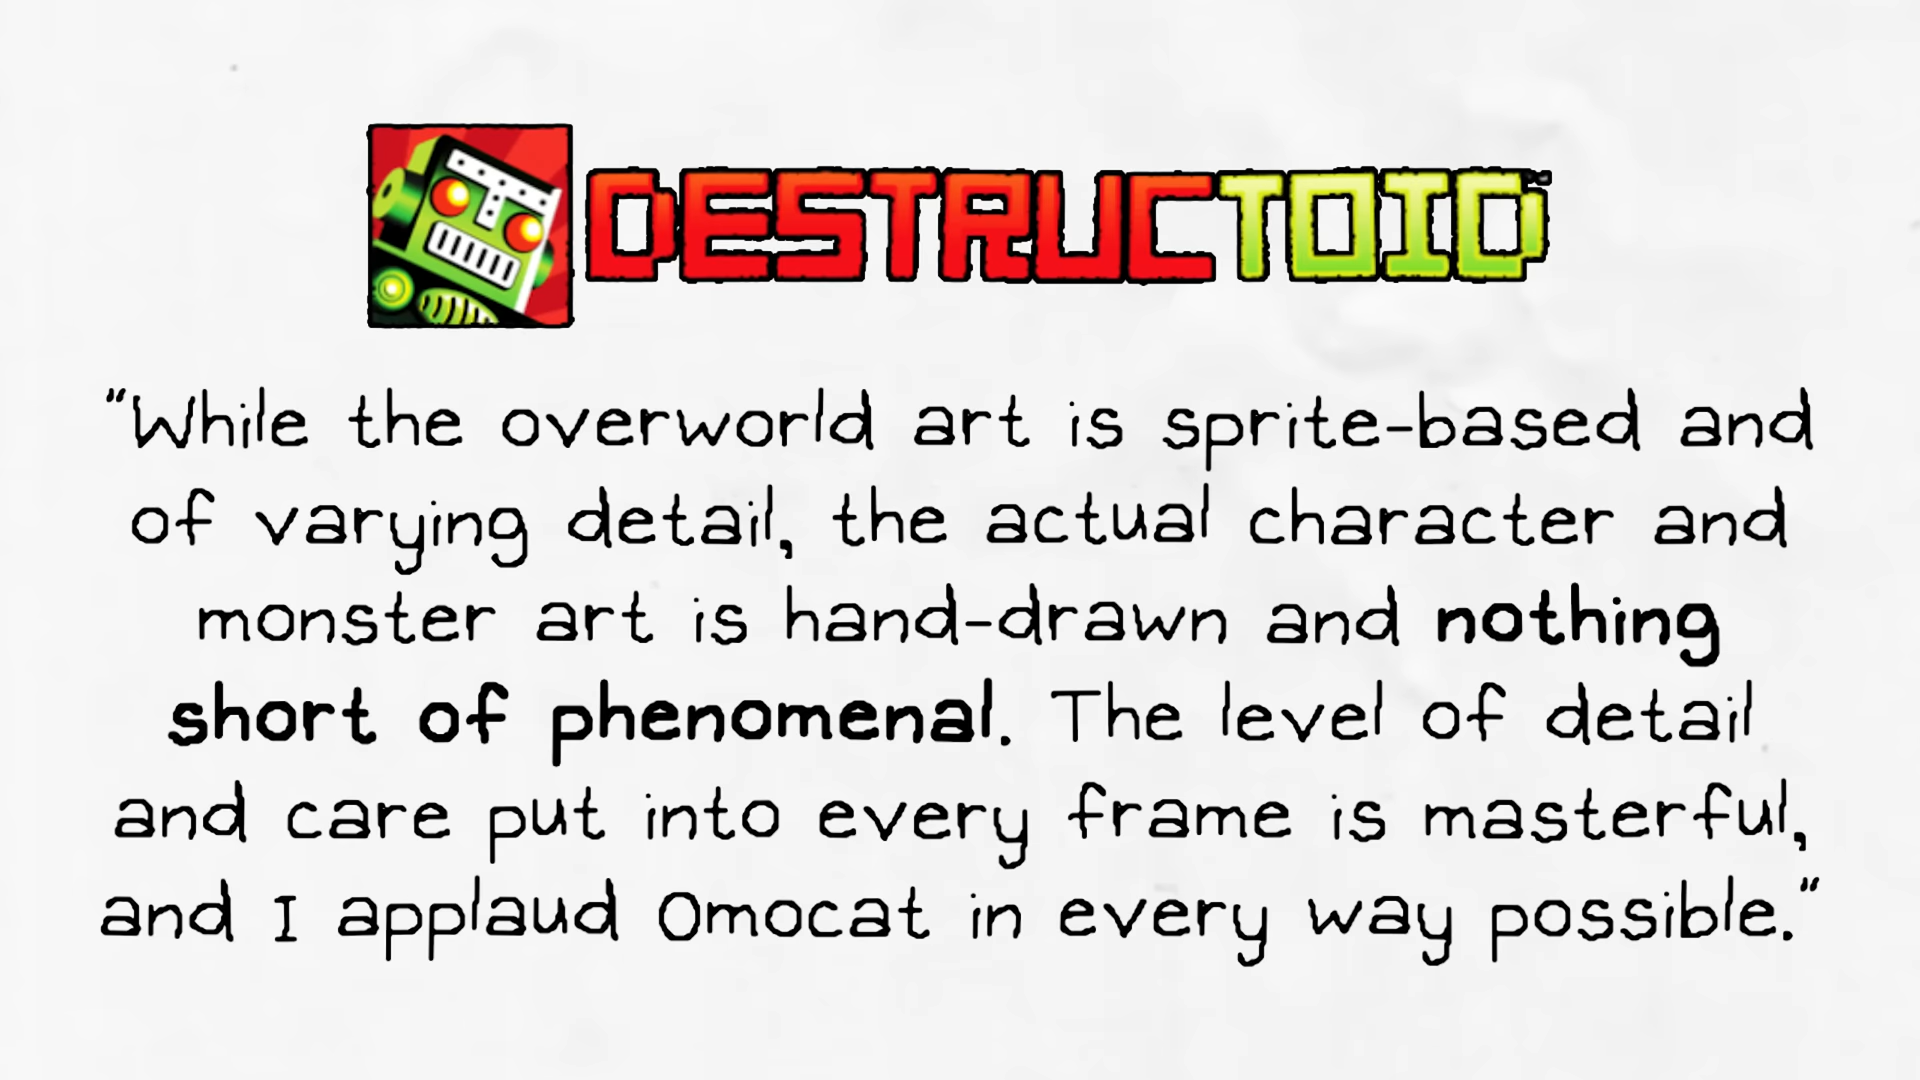 DESTRUCTOID
“While the overworld art is sprite-based and
of varying detail, the actual character and
monster art is hand-drawn and nothing
short of phenomenal. The level of detail
and care put into every frame is masterful,
and I applaud Omocat in every way possible.”